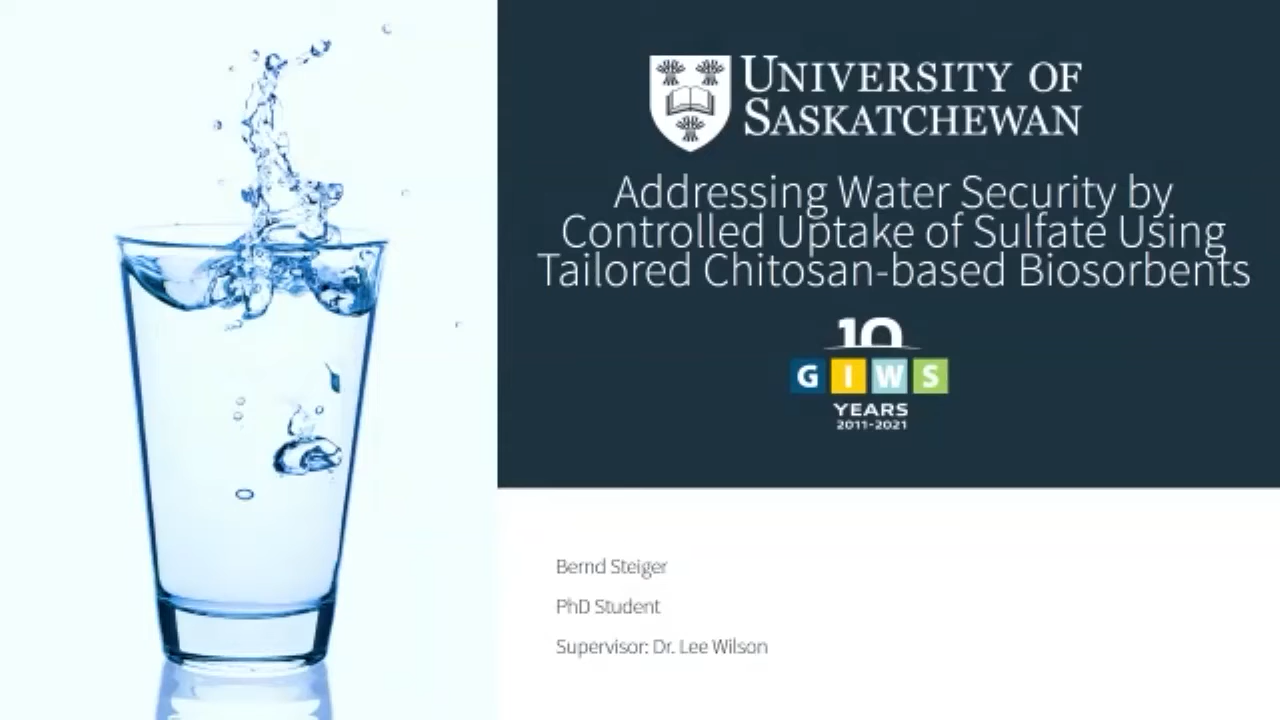 UNIVERSITY OF
SASKATCHEWAN
Addressing Water Security by
Controlled Uptake of Sulfate Using
Tailored Chitosan-based Biosorbents
10
GIWS
YEARS
2011-2021
Bernd Steiger
PhD Student
Supervisor: Dr. Lee Wilson